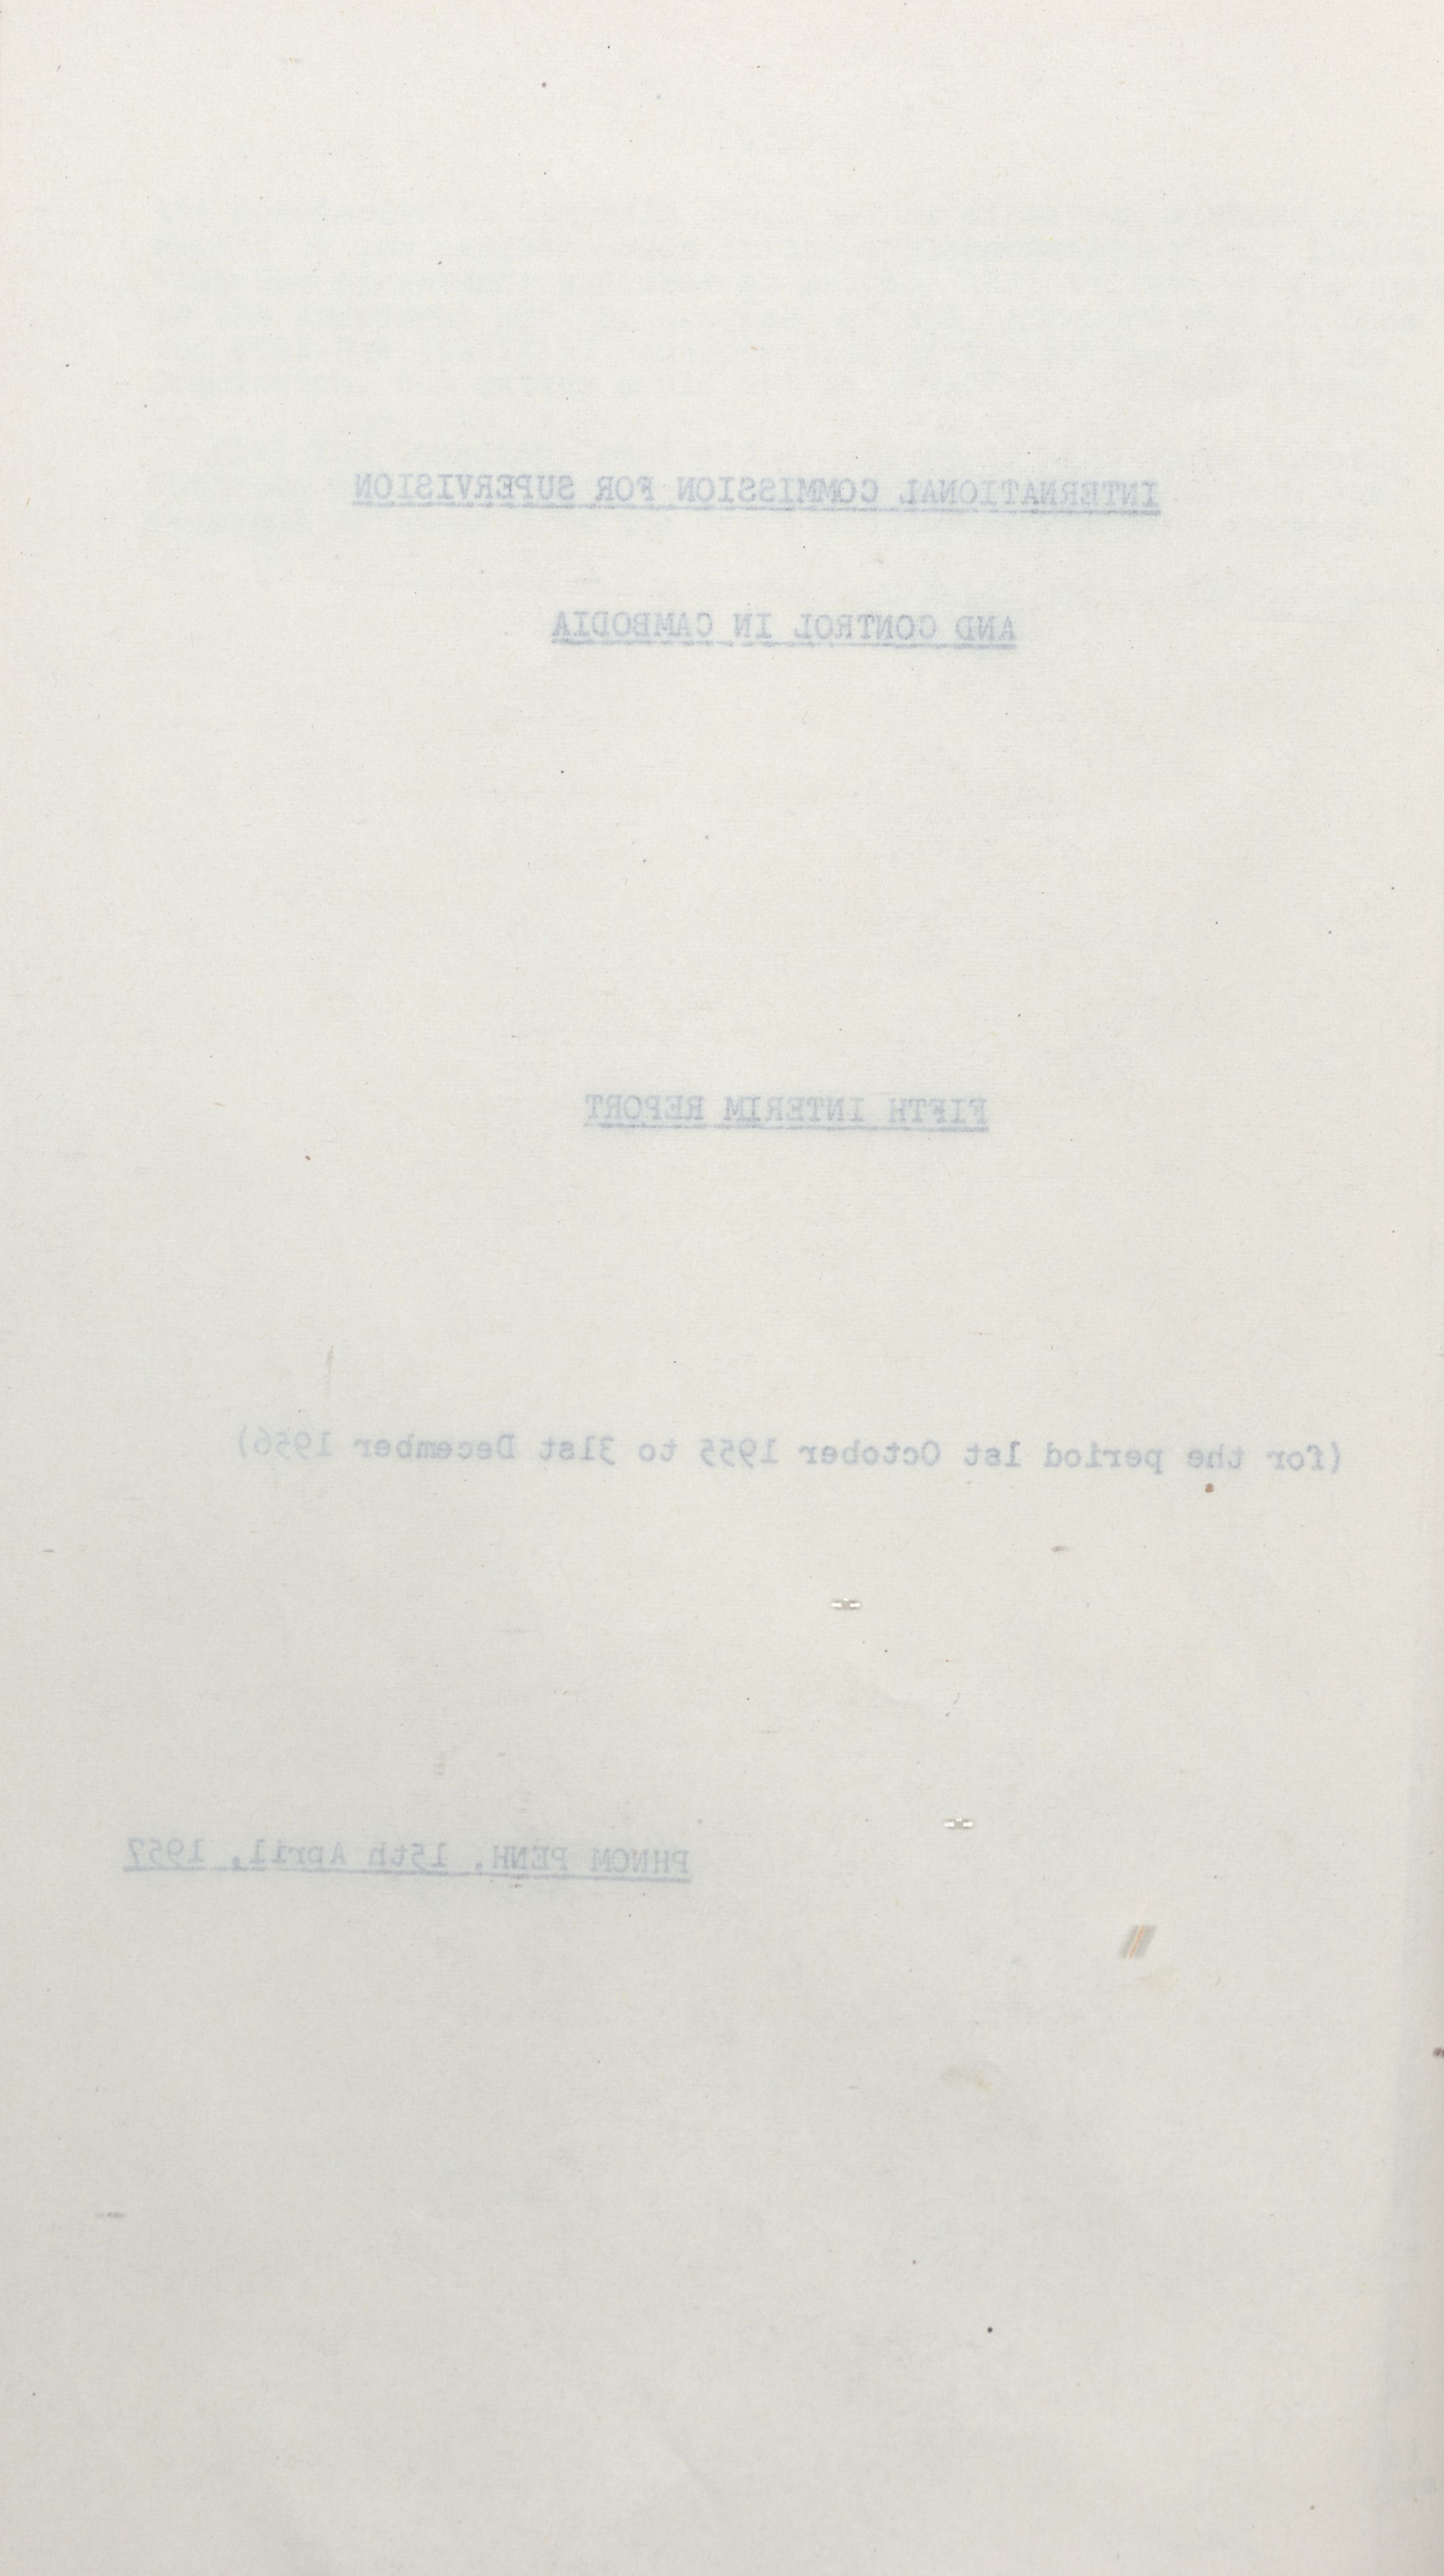 INTERNATIONAL COMMISSION FOR SUPERVISION
AND CONTROL IN CAMBODIA
FIFTH INTERIM REPORT
(for the period 1st October 1955 to 31st December 1956)
PHNOM PENH, 15th April, 1957